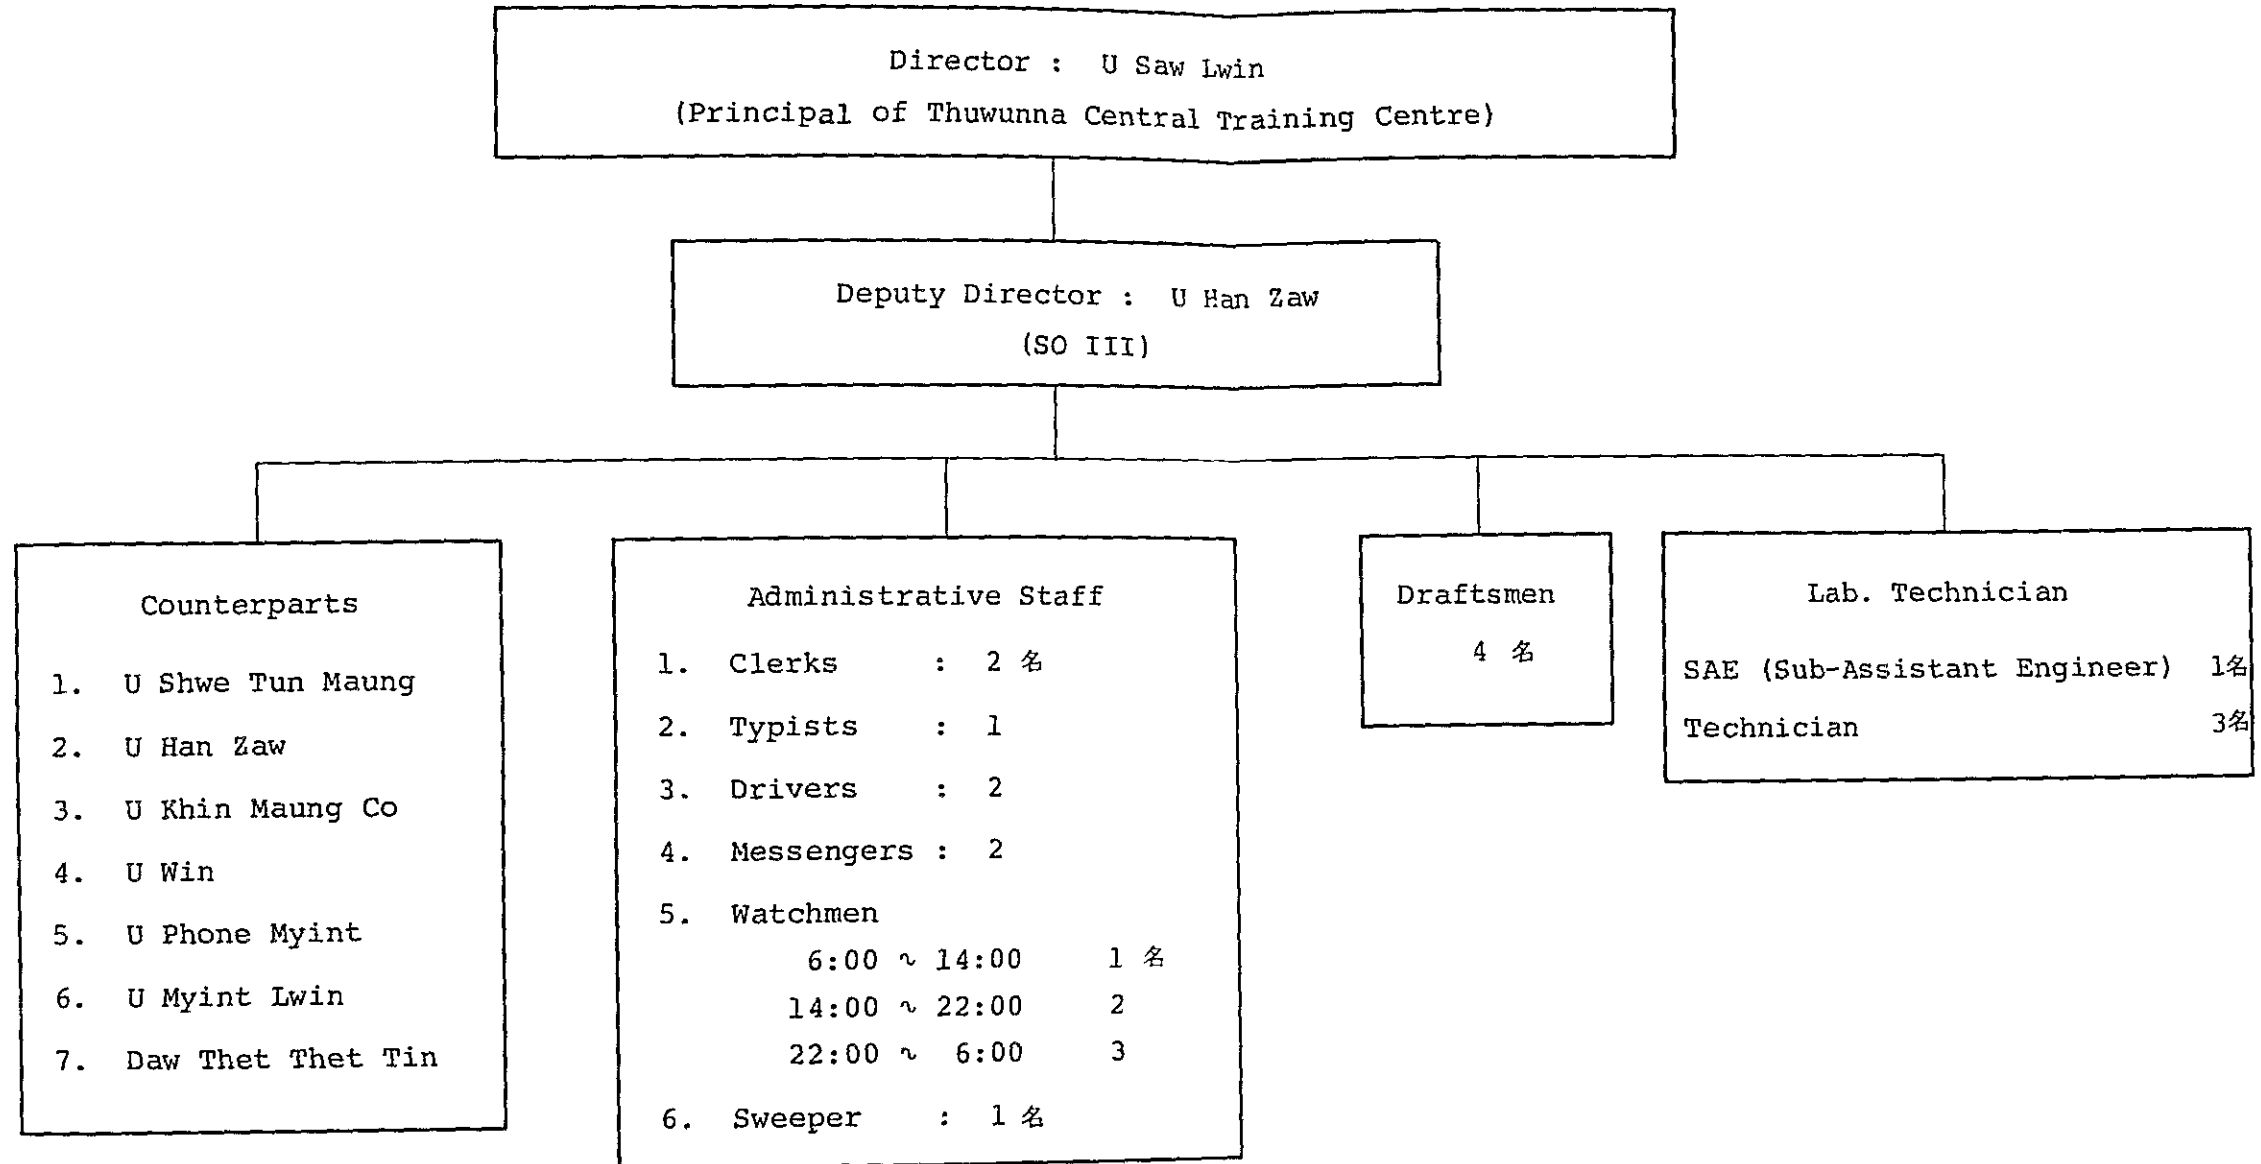 Director : U Saw Lwin
(Principal of Thuwunna Central Training Centre)
Deputy Director : U Han Zaw
(SO III)
Counterparts
1. U Shwe Tun Maung
2. U Han Zaw
3. U Khin Maung Co
4. U Win
5. U Phone Myint
6. U Myint Lwin
7. Daw Thet Thet Tin
Administrative Staff
1. Clerks : 2 名
2. Typists : 1
3. Drivers : 2
4. Messengers : 2
5. Watchmen
6:00 ~ 14:00 1 名
14:00 ~ 22:00 2
22:00 ~ 6:00 3
6. Sweeper : 1 名
Draftsmen
4 名
Lab. Technician
SAE (Sub-Assistant Engineer) 1名
Technician 3名